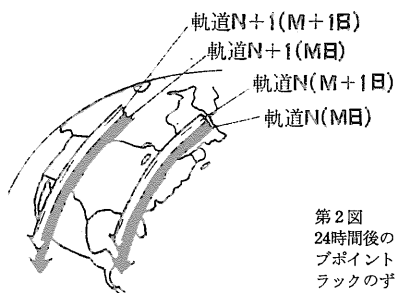 軌道N+1(M+1日)
軌道N+1(M日)
軌道N(M+1日)
軌道N(M日)
第2図
24時間後の
ブポイント
ラックのず